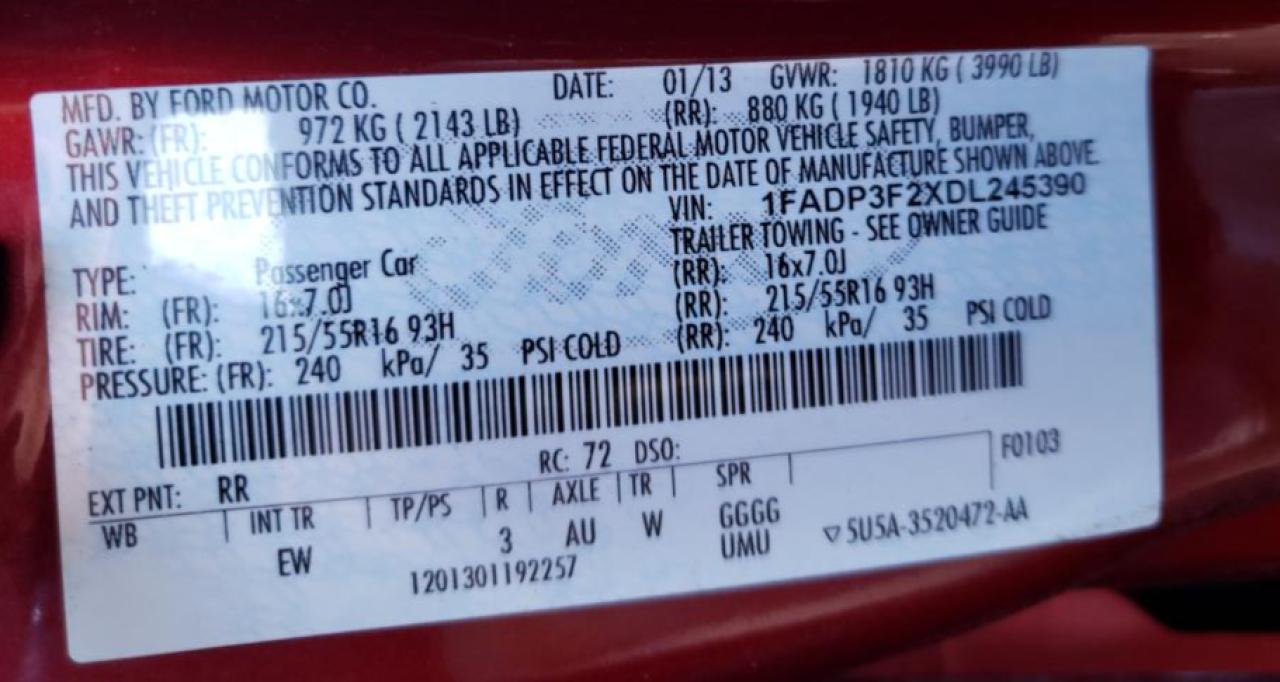 MFD. BY FORD MOTOR CO. DATE: 01/13 GVWR: 1810 KG ( 3990 LB)
GAWR: (FR): 972 KG ( 2143 LB) (RR): 880 KG ( 1940 LB)
THIS VEHICLE CONFORMS TO ALL APPLICABLE FEDERAL MOTOR VEHICLE SAFETY, BUMPER,
AND THEFT PREVENTION STANDARDS IN EFFECT ON THE DATE OF MANUFACTURE SHOWN ABOVE.
VIN: 1FADP3F2XDL245390
TRAILER TOWING - SEE OWNER GUIDE
TYPE: Passenger Car
RIM: (FR): 16x7.0J (RR): 16x7.0J
TIRE: (FR): 215/55R16 93H (RR): 215/55R16 93H
PRESSURE: (FR): 240 kPa/ 35 PSI COLD (RR): 240 kPa/ 35 PSI COLD
RC: 72 DSO: F0103
EXT PNT: RR
WB INT TR TP/PS R AXLE TR SPR
EW 3 AU W GGGG
UMU
▽ 5U5A-3520472-AA
1201301192257